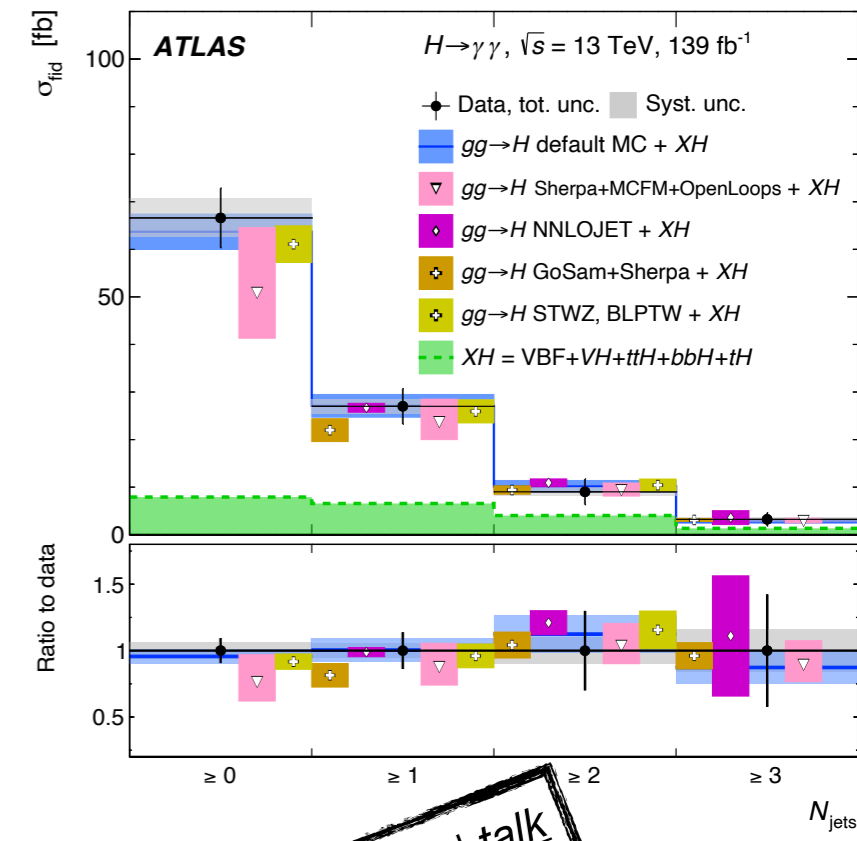 σfid [fb]
100
50
0
ATLAS
H→γγ, √s = 13 TeV, 139 fb-1
Data, tot. unc. Syst. unc.
gg→H default MC + XH
gg→H Sherpa+MCFM+OpenLoops + XH
gg→H NNLOJET + XH
gg→H GoSam+Sherpa + XH
gg→H STWZ, BLPTW + XH
XH = VBF+VH+ttH+bbH+tH
Ratio to data
1.5
1
0.5
≥ 0 ≥ 1 ≥ 2 ≥ 3
Njets
talk